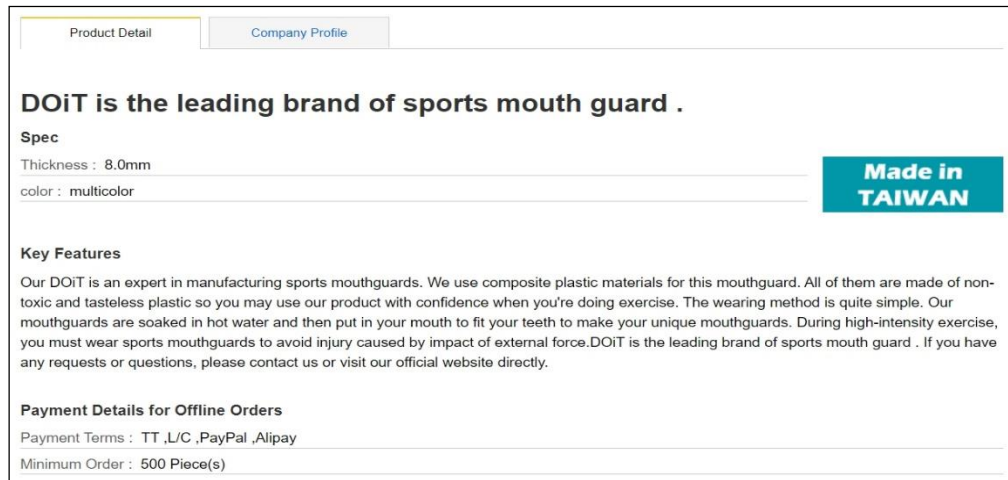 Product Detail
Company Profile
DOiT is the leading brand of sports mouth guard .
Spec
Thickness : 8.0mm
color : multicolor
Made in
TAIWAN
Key Features
Our DOiT is an expert in manufacturing sports mouthguards. We use composite plastic materials for this mouthguard. All of them are made of non-
toxic and tasteless plastic so you may use our product with confidence when you're doing exercise. The wearing method is quite simple. Our
mouthguards are soaked in hot water and then put in your mouth to fit your teeth to make your unique mouthguards. During high-intensity exercise,
you must wear sports mouthguards to avoid injury caused by impact of external force.DOiT is the leading brand of sports mouth guard . If you have
any requests or questions, please contact us or visit our official website directly.
Payment Details for Offline Orders
Payment Terms : TT ,L/C ,PayPal ,Alipay
Minimum Order : 500 Piece(s)